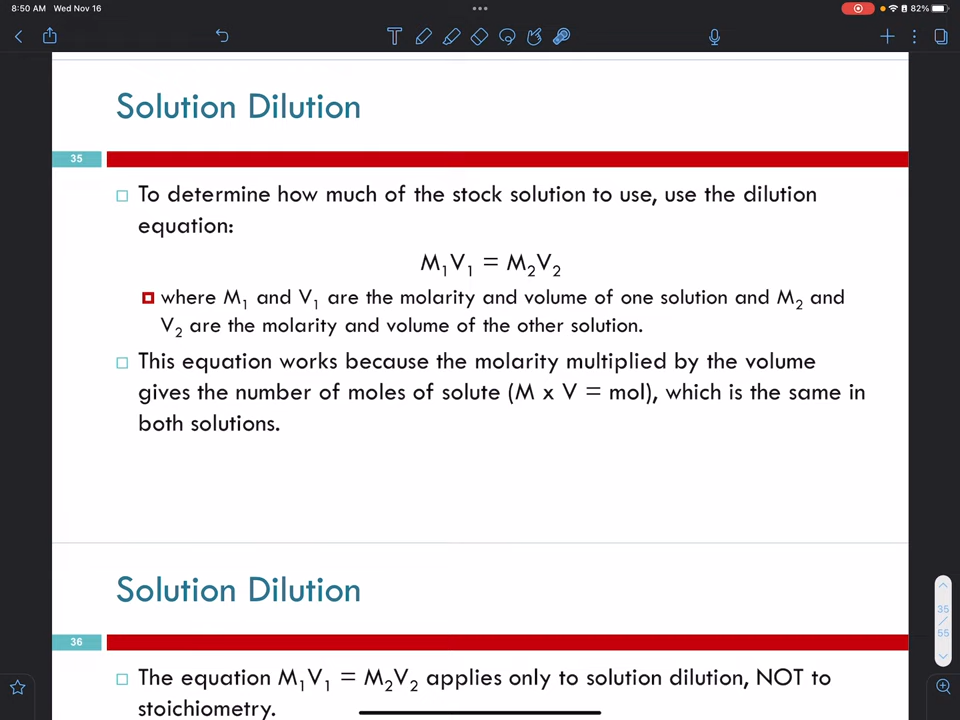 8:50 AM Wed Nov 16
82%
Solution Dilution
35
To determine how much of the stock solution to use, use the dilution
equation:
M₁V₁ = M₂V₂
where M₁ and V₁ are the molarity and volume of one solution and M₂ and
V₂ are the molarity and volume of the other solution.
This equation works because the molarity multiplied by the volume
gives the number of moles of solute (M x V = mol), which is the same in
both solutions.
Solution Dilution
36
The equation M₁V₁ = M₂V₂ applies only to solution dilution, NOT to
stoichiometry.
35
/
55